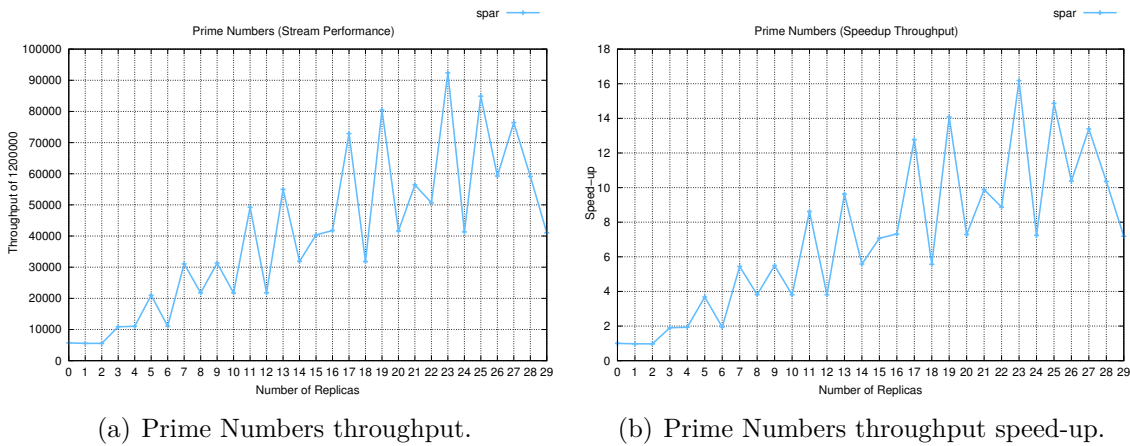 spar
Prime Numbers (Stream Performance)
100000
90000
80000
70000
60000
50000
40000
30000
20000
10000
0
Throughput of 1200000
0 1 2 3 4 5 6 7 8 9 10 11 12 13 14 15 16 17 18 19 20 21 22 23 24 25 26 27 28 29
Number of Replicas
(a) Prime Numbers throughput.
spar
Prime Numbers (Speedup Throughput)
18
16
14
12
10
8
6
4
2
0
Speed-up
0 1 2 3 4 5 6 7 8 9 10 11 12 13 14 15 16 17 18 19 20 21 22 23 24 25 26 27 28 29
Number of Replicas
(b) Prime Numbers throughput speed-up.